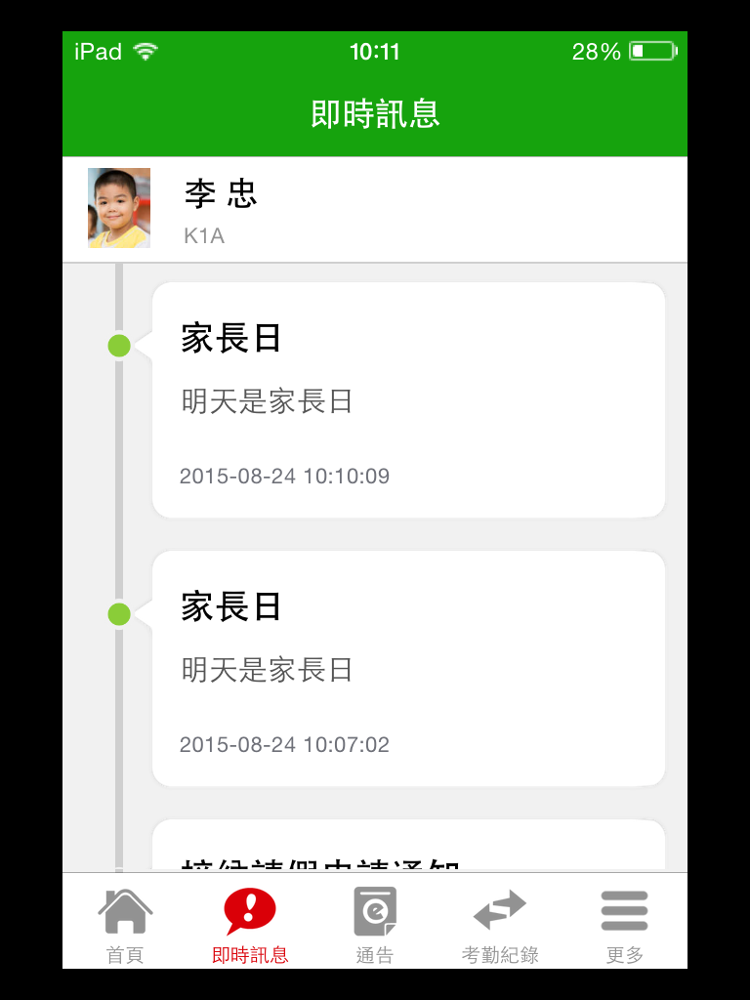 iPad 10:11 28%
即時訊息
李 忠
K1A
家長日
明天是家長日
2015-08-24 10:10:09
家長日
明天是家長日
2015-08-24 10:07:02
首頁 即時訊息 通告 考勤紀錄 更多